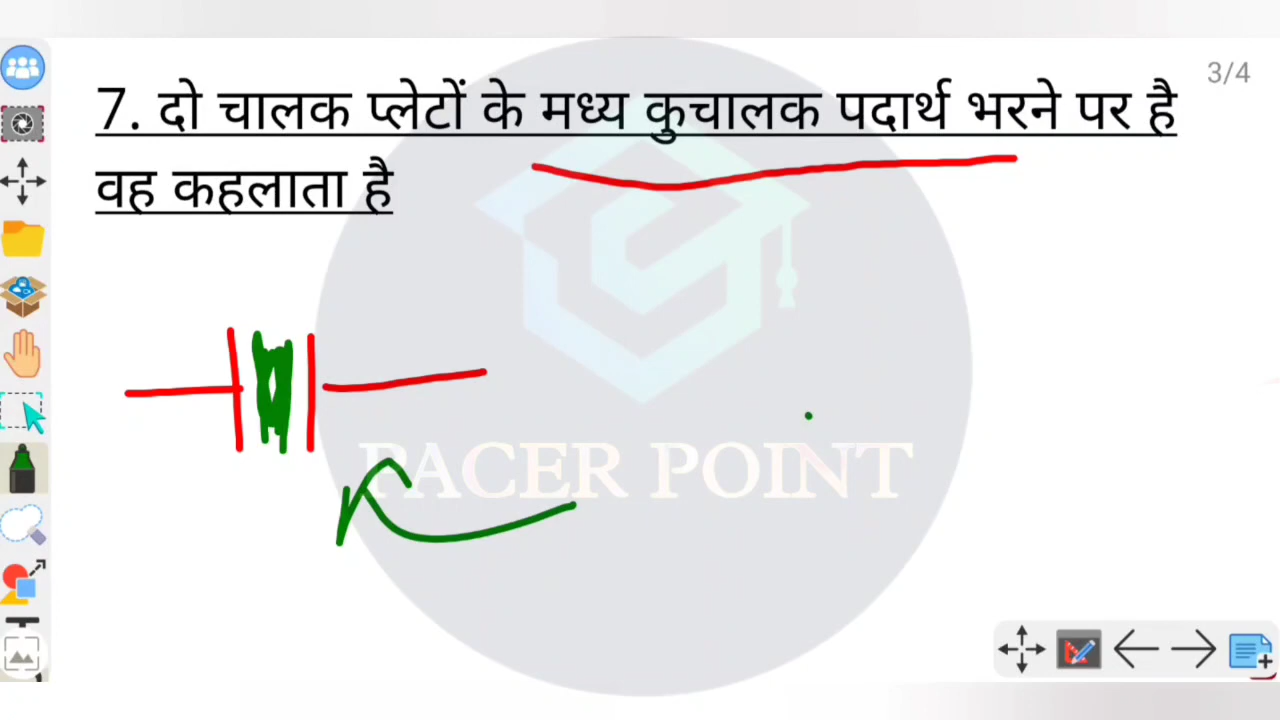 3/4
7. दो चालक प्लेटों के मध्य कुचालक पदार्थ भरने पर है
वह कहलाता है
K
PACER POINT